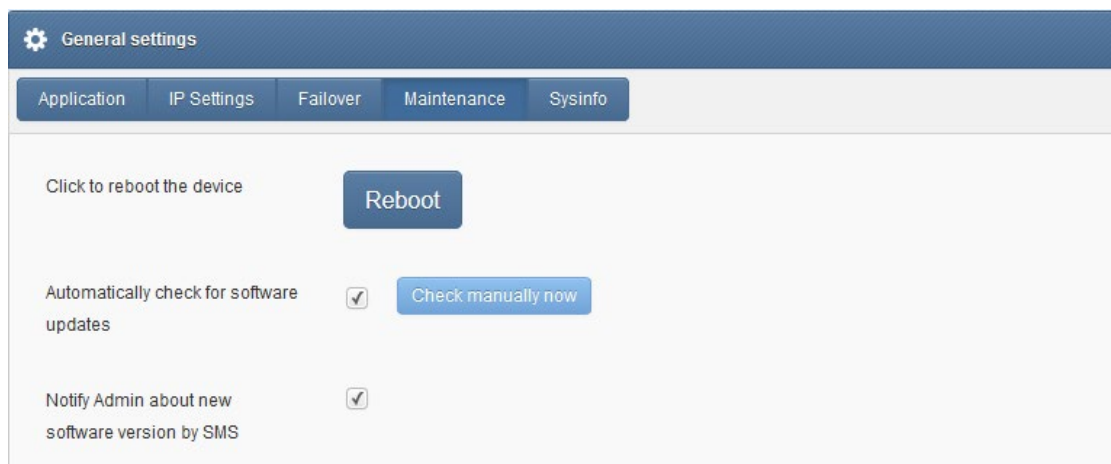 General settings
Application IP Settings Failover Maintenance Sysinfo
Click to reboot the device Reboot
Automatically check for software
updates
Check manually now
Notify Admin about new
software version by SMS